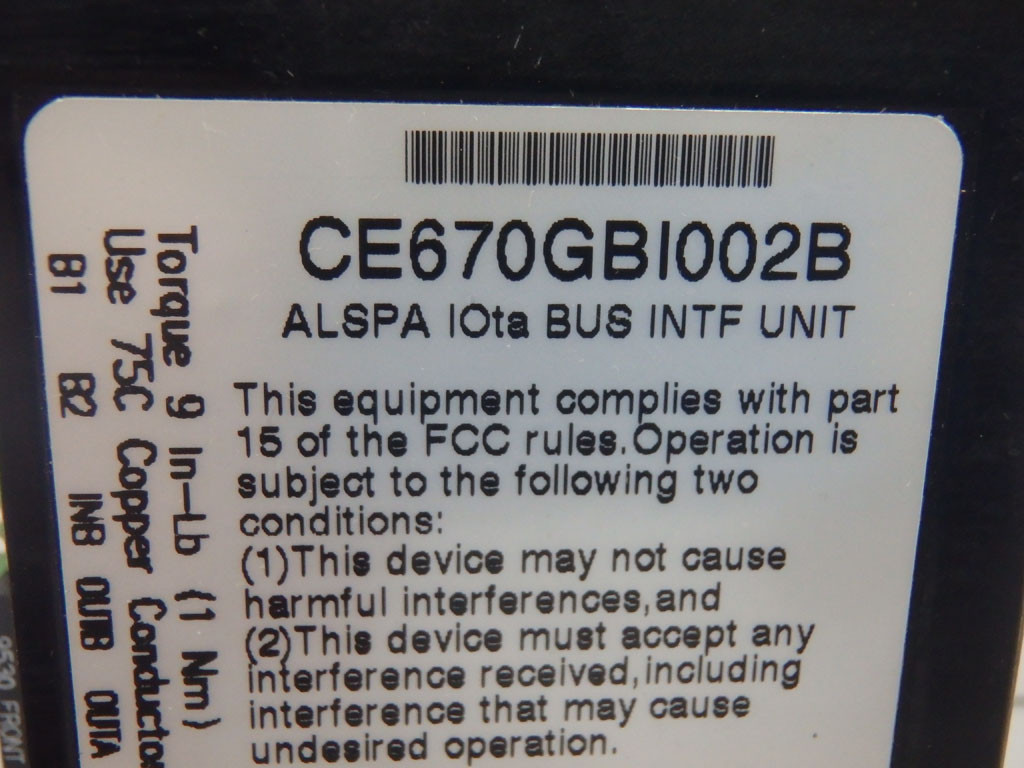 CE670GBI002B
ALSPA IOta BUS INTF UNIT
This equipment complies with part
15 of the FCC rules.Operation is
subject to the following two
conditions:
(1)This device may not cause
harmful interferences,and
(2)This device must accept any
interference received,including
interference that may cause
undesired operation.
Torque 9 In-Lb (1 Nm)
Use 75C Copper Conductor
B1 B2 INB OUTB OUTA
FRONT